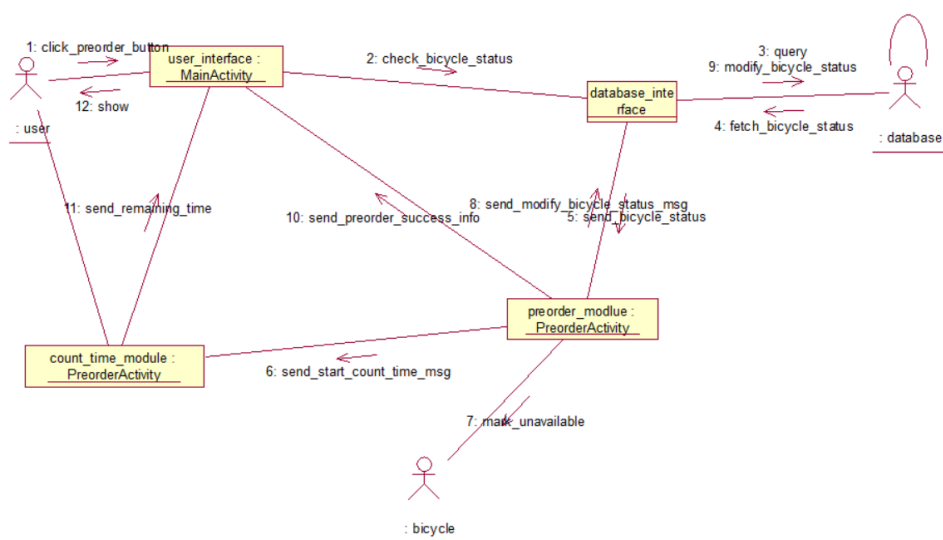 1: click_preorder_button
user_interface :
MainActivity
2: check_bicycle_status
3: query
9: modify_bicycle_status
database_inte
rface
12: show
: user
4: fetch_bicycle_status
: database
11: send_remaining_time
10: send_preorder_success_info
8: send_modify_bicycle_status_msg
5: send_bicycle_status
preorder_modlue :
PreorderActivity
count_time_module :
PreorderActivity
6: send_start_count_time_msg
7: mark_unavailable
: bicycle